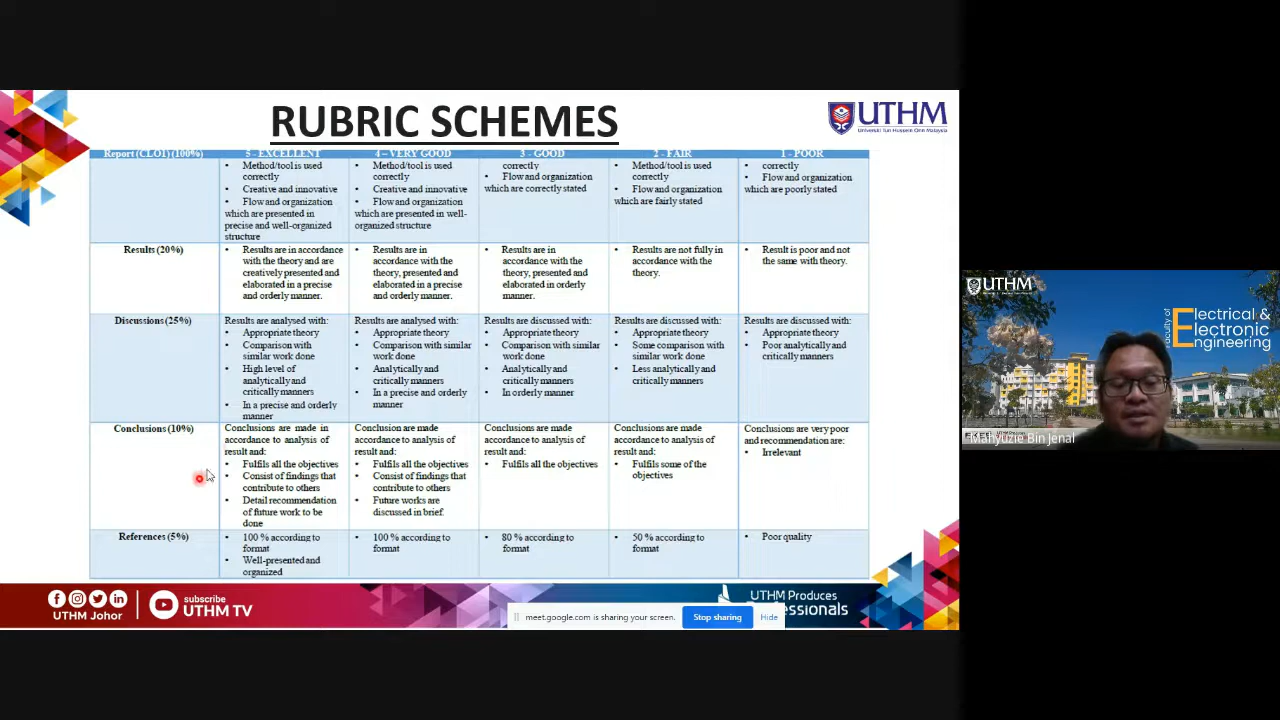 RUBRIC SCHEMES
UTHM
Universiti Tun Hussein Onn Malaysia
Report (CLO1) (100%)
5 - EXCELLENT
4 – VERY GOOD
3 - GOOD
2 - FAIR
1 - POOR
• Method/tool is used
correctly
• Creative and innovative
• Flow and organization
which are presented in
precise and well-organized
structure
• Method/tool is used
correctly
• Creative and innovative
• Flow and organization
which are presented in well-
organized structure
correctly
• Flow and organization
which are correctly stated
• Method/tool is used
correctly
• Flow and organization
which are fairly stated
correctly
• Flow and organization
which are poorly stated
Results (20%)
• Results are in accordance
with the theory and are
creatively presented and
elaborated in a precise
and orderly manner.
• Results are in
accordance with the
theory, presented and
elaborated in a precise
and orderly manner.
• Results are in
accordance with the
theory, presented and
elaborated in orderly
manner.
• Results are not fully in
accordance with the
theory.
• Result is poor and not
the same with theory.
Discussions (25%)
Results are analysed with:
• Appropriate theory
• Comparison with
similar work done
• High level of
analytically and
critically manners
• In a precise and orderly
manner
Results are analysed with:
• Appropriate theory
• Comparison with similar
work done
• Analytically and
critically manners
• In a precise and orderly
manner
Results are discussed with:
• Appropriate theory
• Comparison with similar
work done
• Analytically and
critically manners
• In orderly manner
Results are discussed with:
• Appropriate theory
• Some comparison with
similar work done
• Less analytically and
critically manners
Results are discussed with:
• Appropriate theory
• Poor analytically and
critically manners
Conclusions (10%)
Conclusions are made in
accordance to analysis of
result and:
• Fulfils all the objectives
• Consist of findings that
contribute to others
• Detail recommendation
of future work to be
done
Conclusion are made
accordance to analysis of
result and:
• Fulfils all the objectives
• Consist of findings that
contribute to others
• Future works are
discussed in brief.
Conclusions are made
accordance to analysis of
result and:
• Fulfils all the objectives
Conclusions are made
accordance to analysis of
result and:
• Fulfils some of the
objectives
Conclusions are very poor
and recommendation are:
• Irrelevant
References (5%)
• 100 % according to
format
• Well-presented and
organized
• 100 % according to
format
• 80 % according to
format
• 50 % according to
format
• Poor quality
UTHM Johor
subscribe
UTHM TV
UTHM Produces
essionals
meet.google.com is sharing your screen.
Stop sharing
Hide
UTHM
Faculty of
Electrical &
Electronic
Engineering
Mahyuzie Bin Jenal